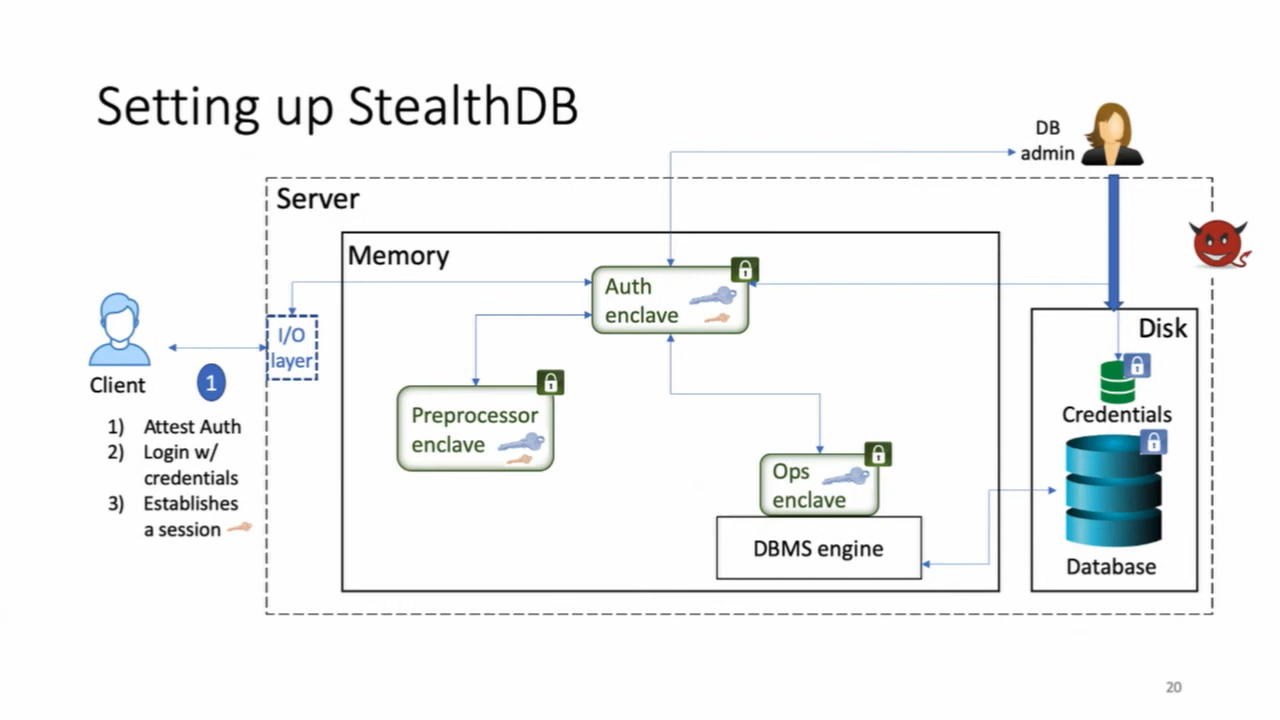 Setting up StealthDB
DB
admin
Server
Memory
Auth
enclave
I/O
layer
Disk
Client
1
Preprocessor
enclave
Credentials
1) Attest Auth
2) Login w/
credentials
3) Establishes
a session
Ops
enclave
DBMS engine
Database
20